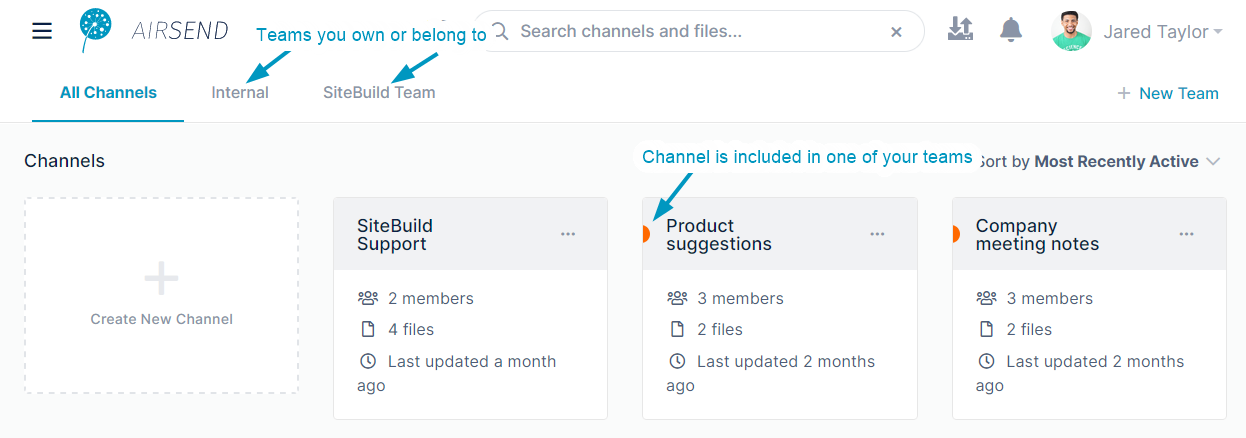 AIRSEND
Teams you own or belong to
Search channels and files...
Jared Taylor
All Channels
Internal
SiteBuild Team
New Team
Channels
Channel is included in one of your teams
Sort by Most Recently Active
Create New Channel
SiteBuild
Support
2 members
4 files
Last updated a month
ago
Product
suggestions
3 members
2 files
Last updated 2 months
ago
Company
meeting notes
3 members
2 files
Last updated 2 months
ago